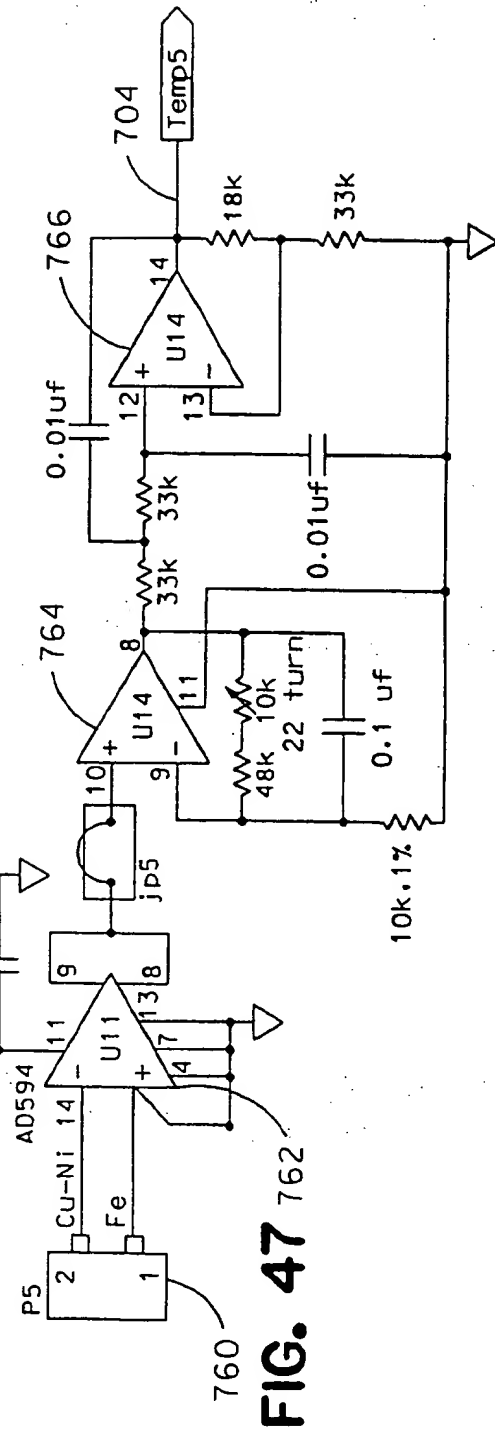 P5
2
1
760
Cu-Ni
14
Fe
AD594
11
-
U11
+
9
8
13
7
4
762
jp5
10
9
+
-
U14
8
11
764
48k
10k
22 turn
0.1 uf
10k.1%
33k
33k
0.01uf
0.01uf
12
13
+
-
U14
14
766
18k
33k
704
Temp5
FIG. 47